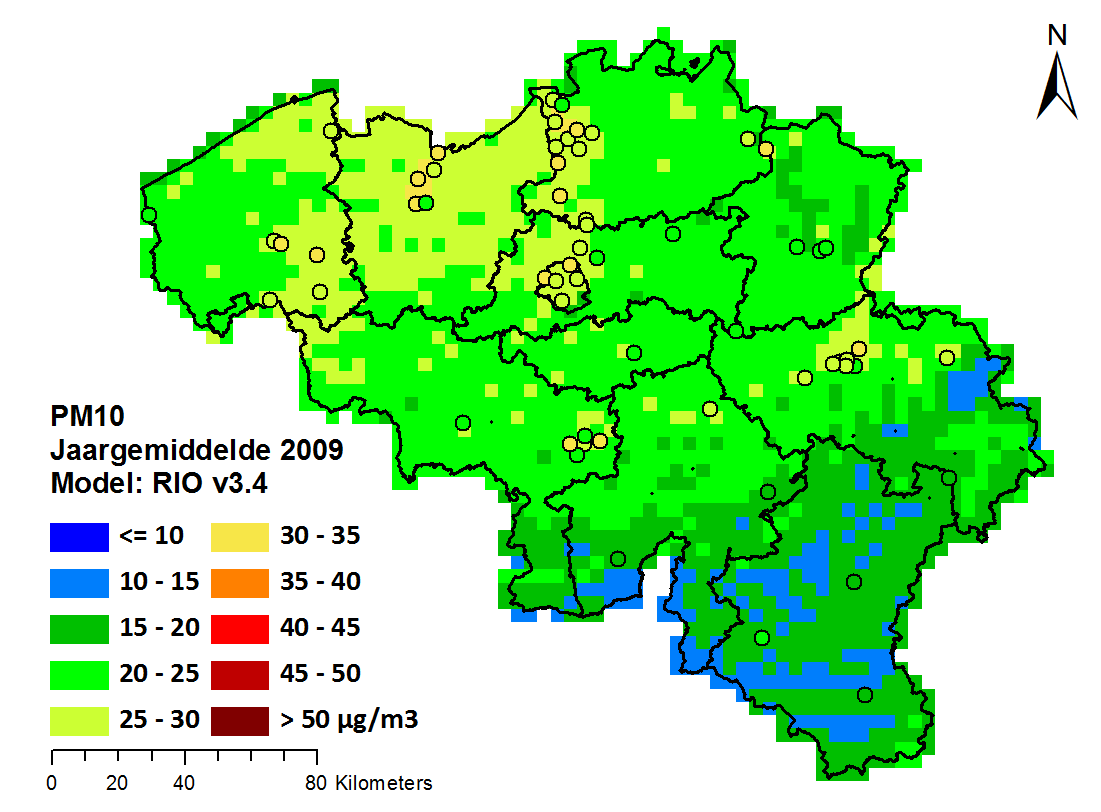 N
PM10
Jaargemiddelde 2009
Model: RIO v3.4
<= 10 30 - 35
10 - 15 35 - 40
15 - 20 40 - 45
20 - 25 45 - 50
25 - 30 > 50 µg/m3
0 20 40 80 Kilometers